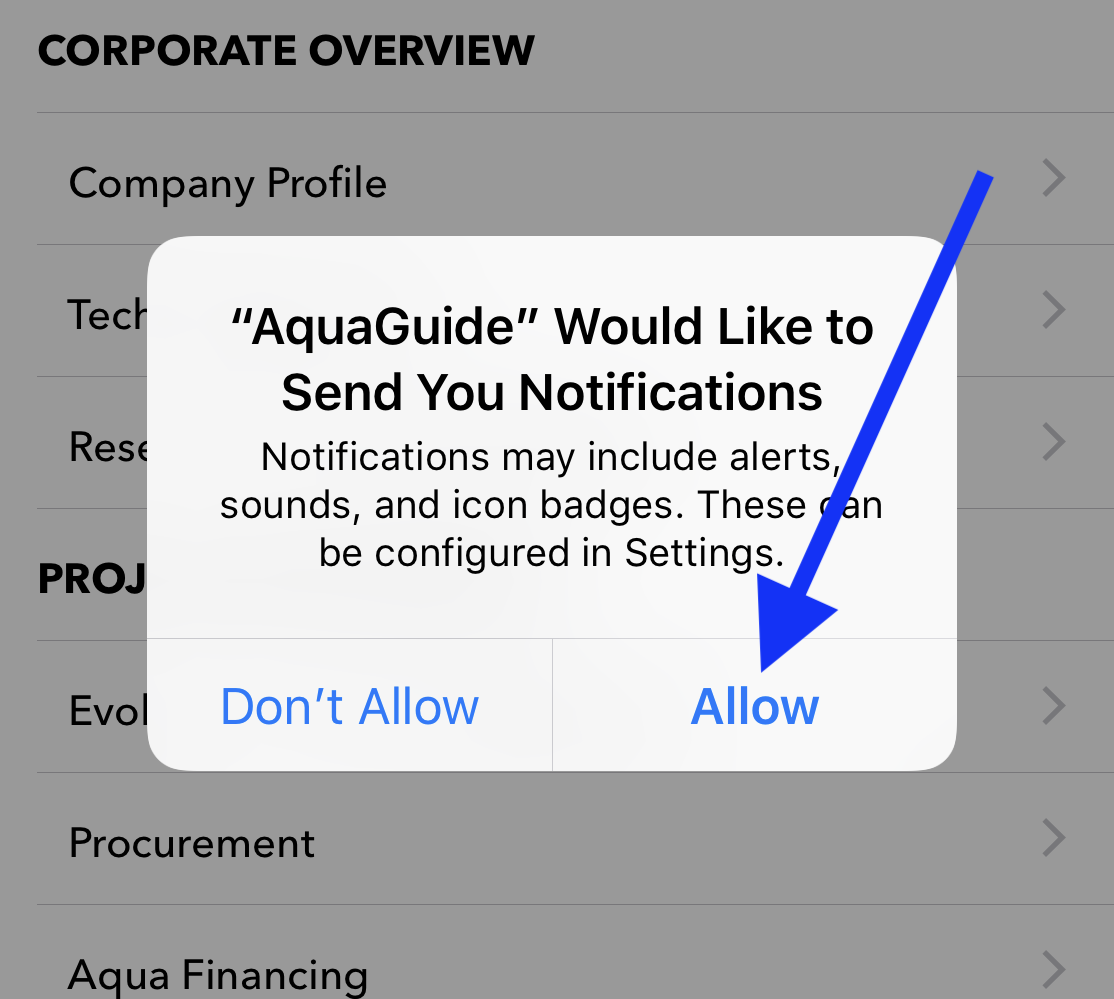 CORPORATE OVERVIEW
Company Profile
Tech
“AquaGuide” Would Like to
Send You Notifications
Rese
Notifications may include alerts,
sounds, and icon badges. These can
be configured in Settings.
PROJ
Evol
Don’t Allow
Allow
Procurement
Aqua Financing